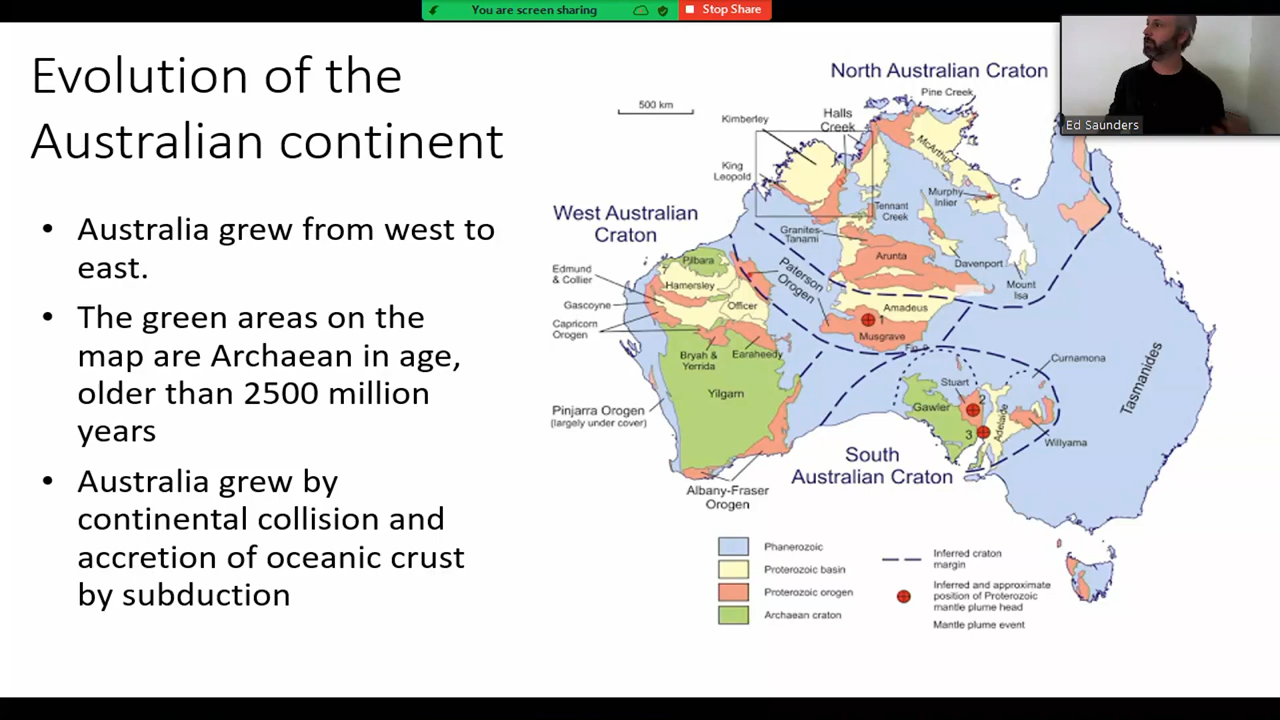 You are screen sharing
Stop Share
Evolution of the
Australian continent
• Australia grew from west to
east.
• The green areas on the
map are Archaean in age,
older than 2500 million
years
• Australia grew by
continental collision and
accretion of oceanic crust
by subduction
Ed Saunders
North Australian Craton
500 km
Pine Creek
Kimberley
Halls
Creek
McArthur
King
Leopold
Murphy
Inlier
Tennant
Creek
West Australian
Craton
Granites-
Tanami
Arunta
Davenport
Mount
Isa
Pilbara
Edmund
& Collier
Hamersley
Paterson
Orogen
Officer
Gascoyne
Amadeus
1
Capricorn
Orogen
Musgrave
Bryah &
Yerrida
Earaheedy
Curnamona
Tasmanides
Stuart
2
Yilgarn
Gawler
Adelaide
3
Willyama
Pinjarra Orogen
(largely under cover)
South
Australian Craton
Albany-Fraser
Orogen
Phanerozoic
Proterozoic basin
Proterozoic orogen
Archaean craton
Inferred craton
margin
Inferred and approximate
position of Proterozoic
mantle plume head
Mantle plume event